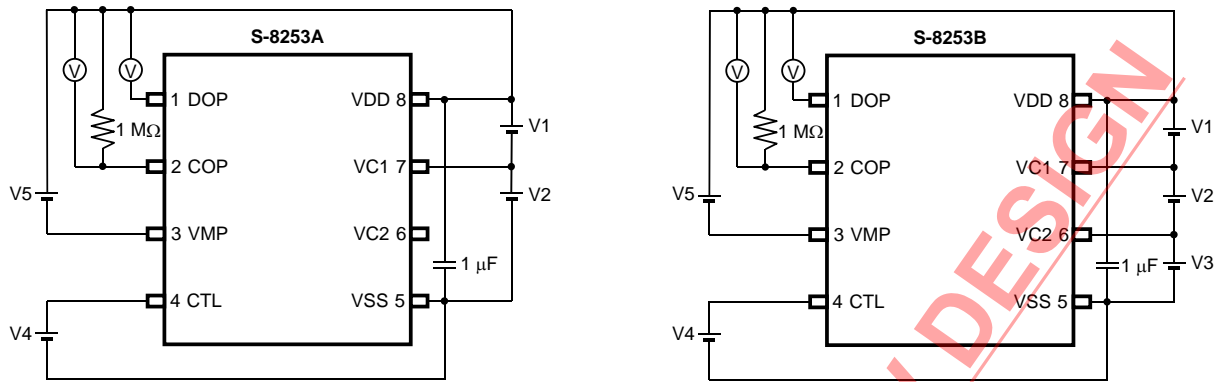 S-8253A
V
V
1 DOP
VDD 8
1 MΩ
V1
2 COP
VC1 7
V5
V2
3 VMP
VC2 6
1 μF
4 CTL
VSS 5
V4
S-8253B
V
V
1 DOP
VDD 8
1 MΩ
V1
2 COP
VC1 7
V5
V2
3 VMP
VC2 6
1 μF
V3
4 CTL
VSS 5
V4
DESIGN